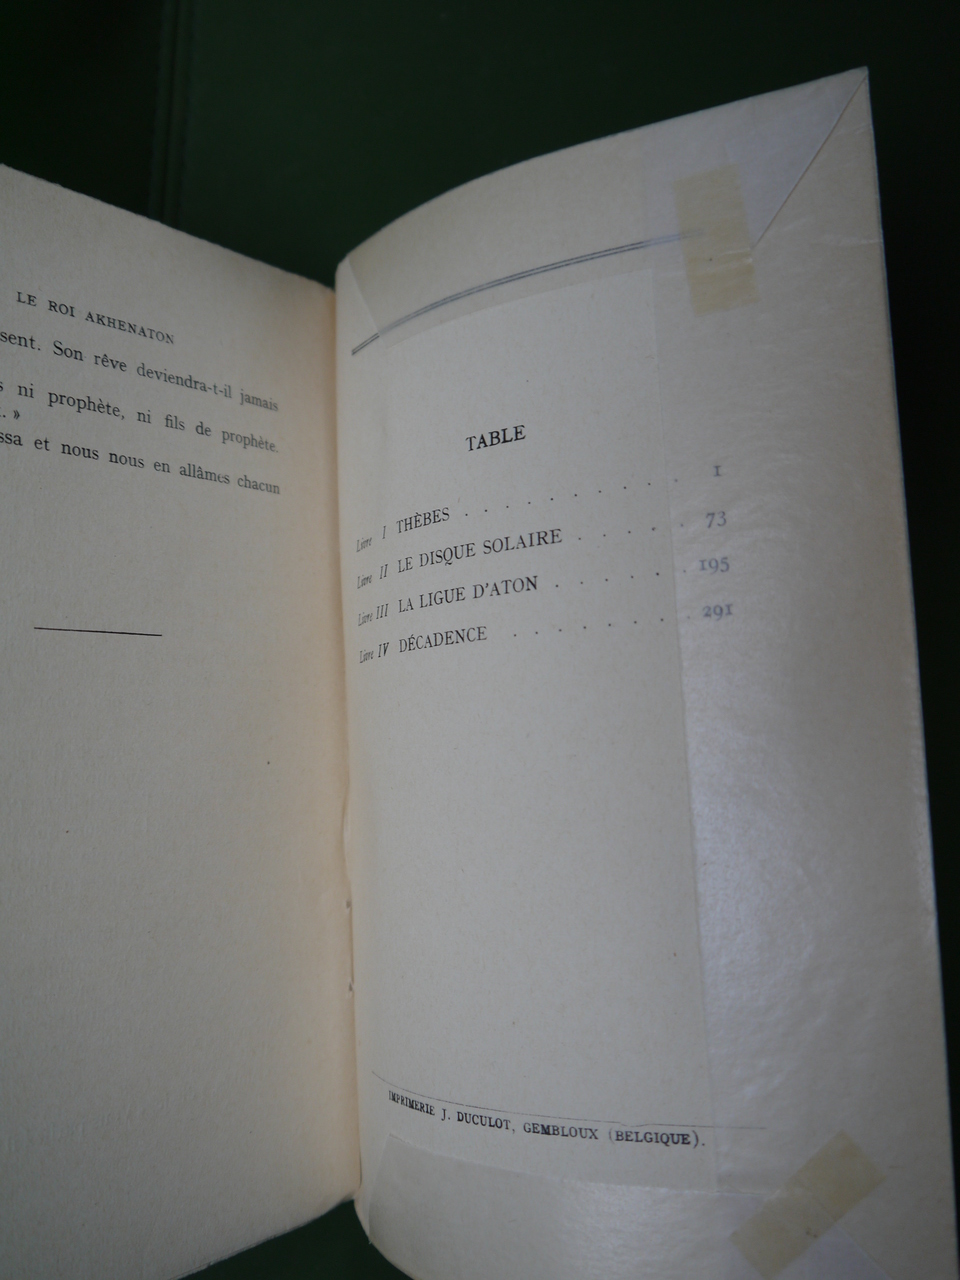 LE ROI AKHENATON
sent. Son rêve deviendra-t-il jamais
ni prophète, ni fils de prophète.
. »
ssa et nous nous en allâmes chacun
TABLE
Livre I THÈBES . . . . . . . . . . 1
Livre II LE DISQUE SOLAIRE . . . . . 73
Livre III LA LIGUE D'ATON . . . . . . 195
Livre IV DÉCADENCE . . . . . . . . 291
IMPRIMERIE J. DUCULOT, GEMBLOUX (BELGIQUE).